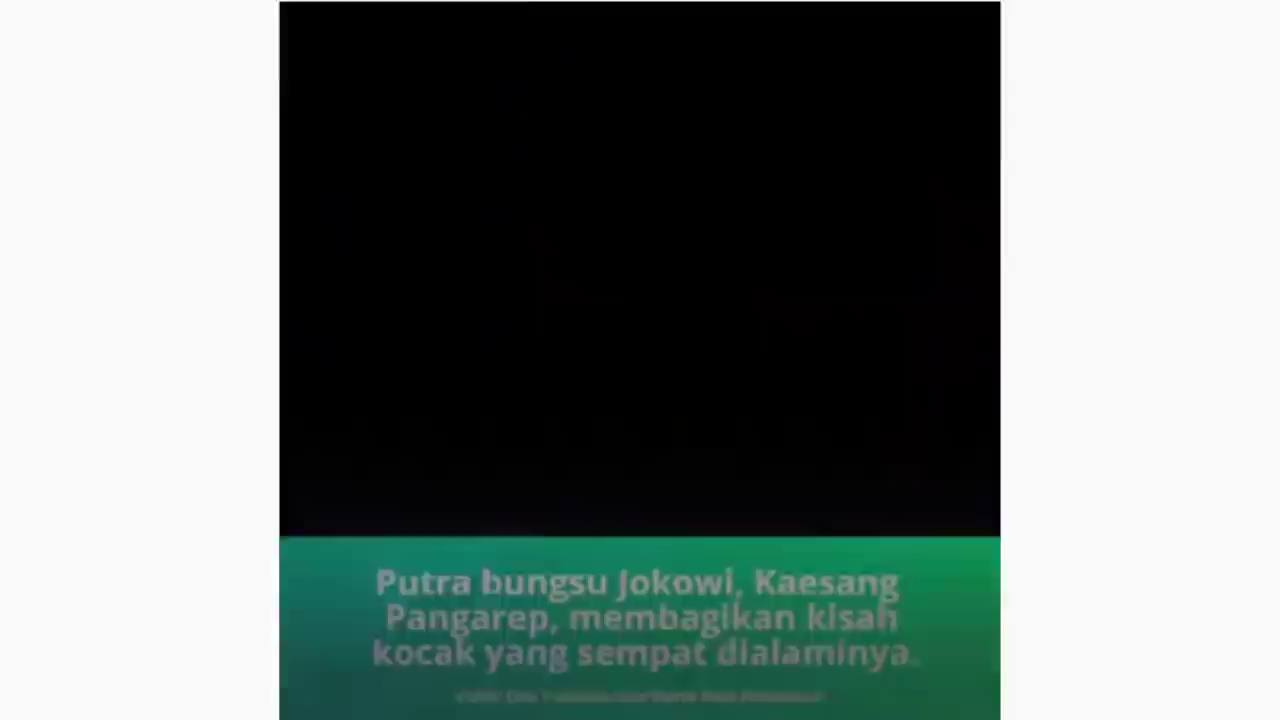 Putra bungsu Jokowi, Kaesang
Pangarep, membagikan kisah
kocak yang sempat dialaminya.